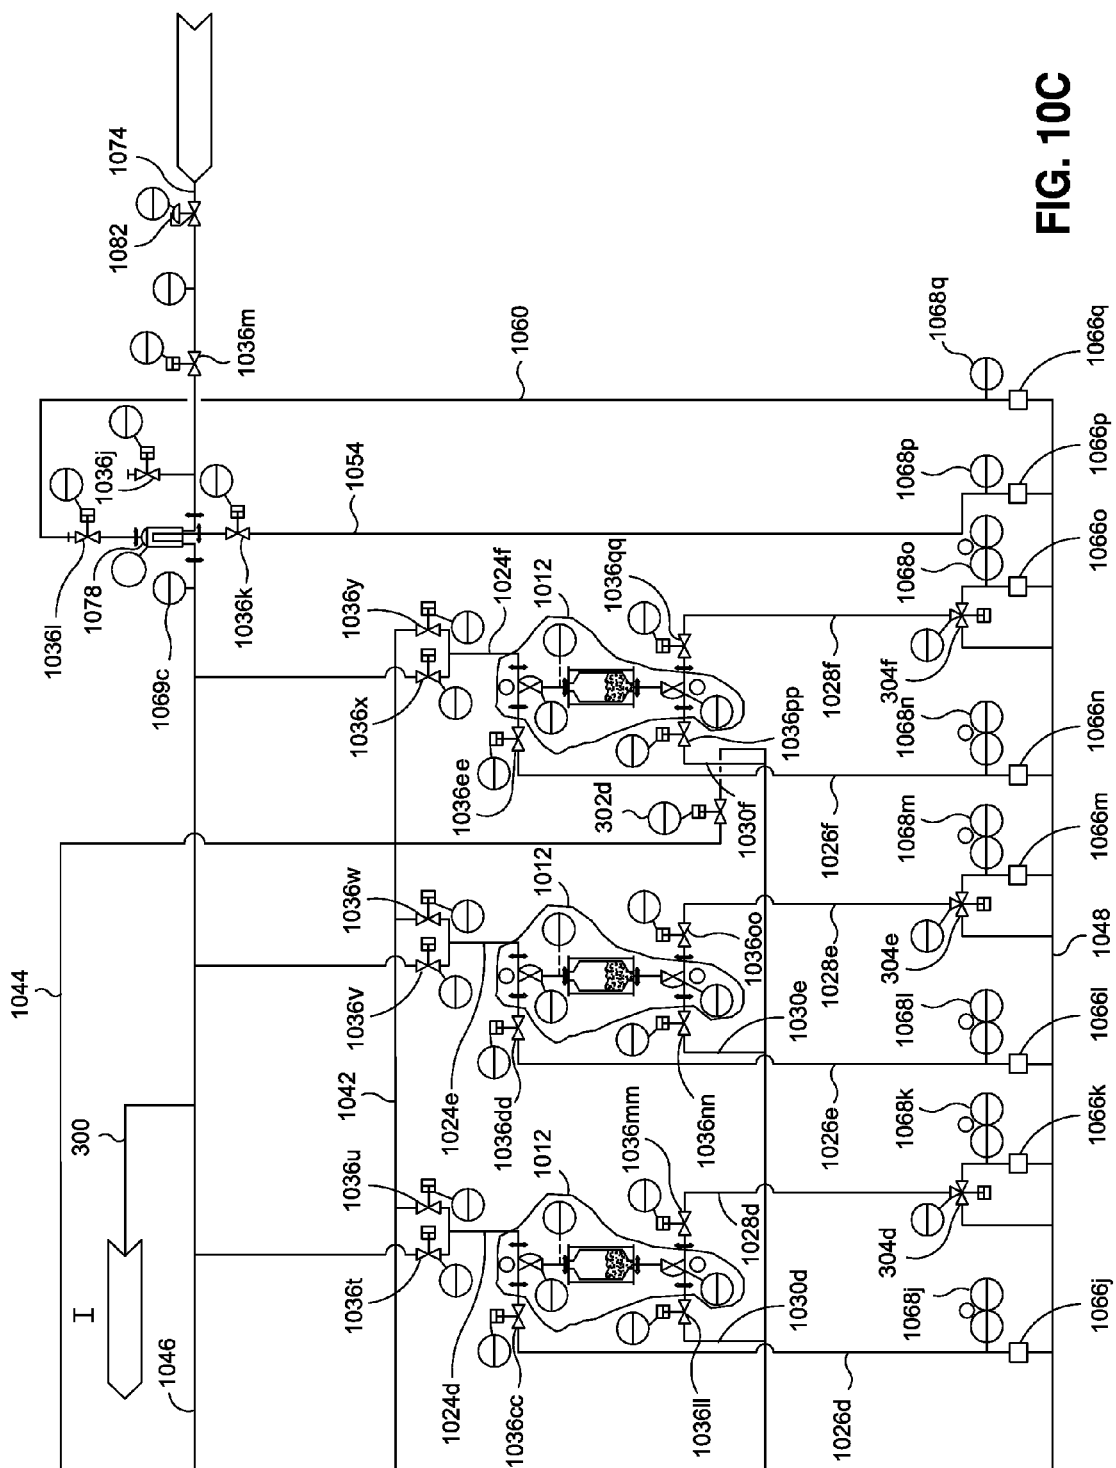 FIG. 10C
1074
1082
1036m
1060
1068q
1066q
1036j
1054
1068p
1066p
1036l
1078
1069c
1036k
1024f
1012
1036qq
1036y
1036x
1036ee
302d
1036pp
1030f
1028f
1026f
304f
1068o
1066o
1068n
1066n
1068m
1066m
1044
1036w
1036v
1042
1024e
1012
1036dd
1036oo
1036nn
1030e
1028e
1026e
304e
1048
1068l
1066l
1068k
1066k
300
I
1046
1036u
1036t
1024d
1012
1036cc
1036mm
1036ll
1028d
1030d
1026d
304d
1068j
1066j